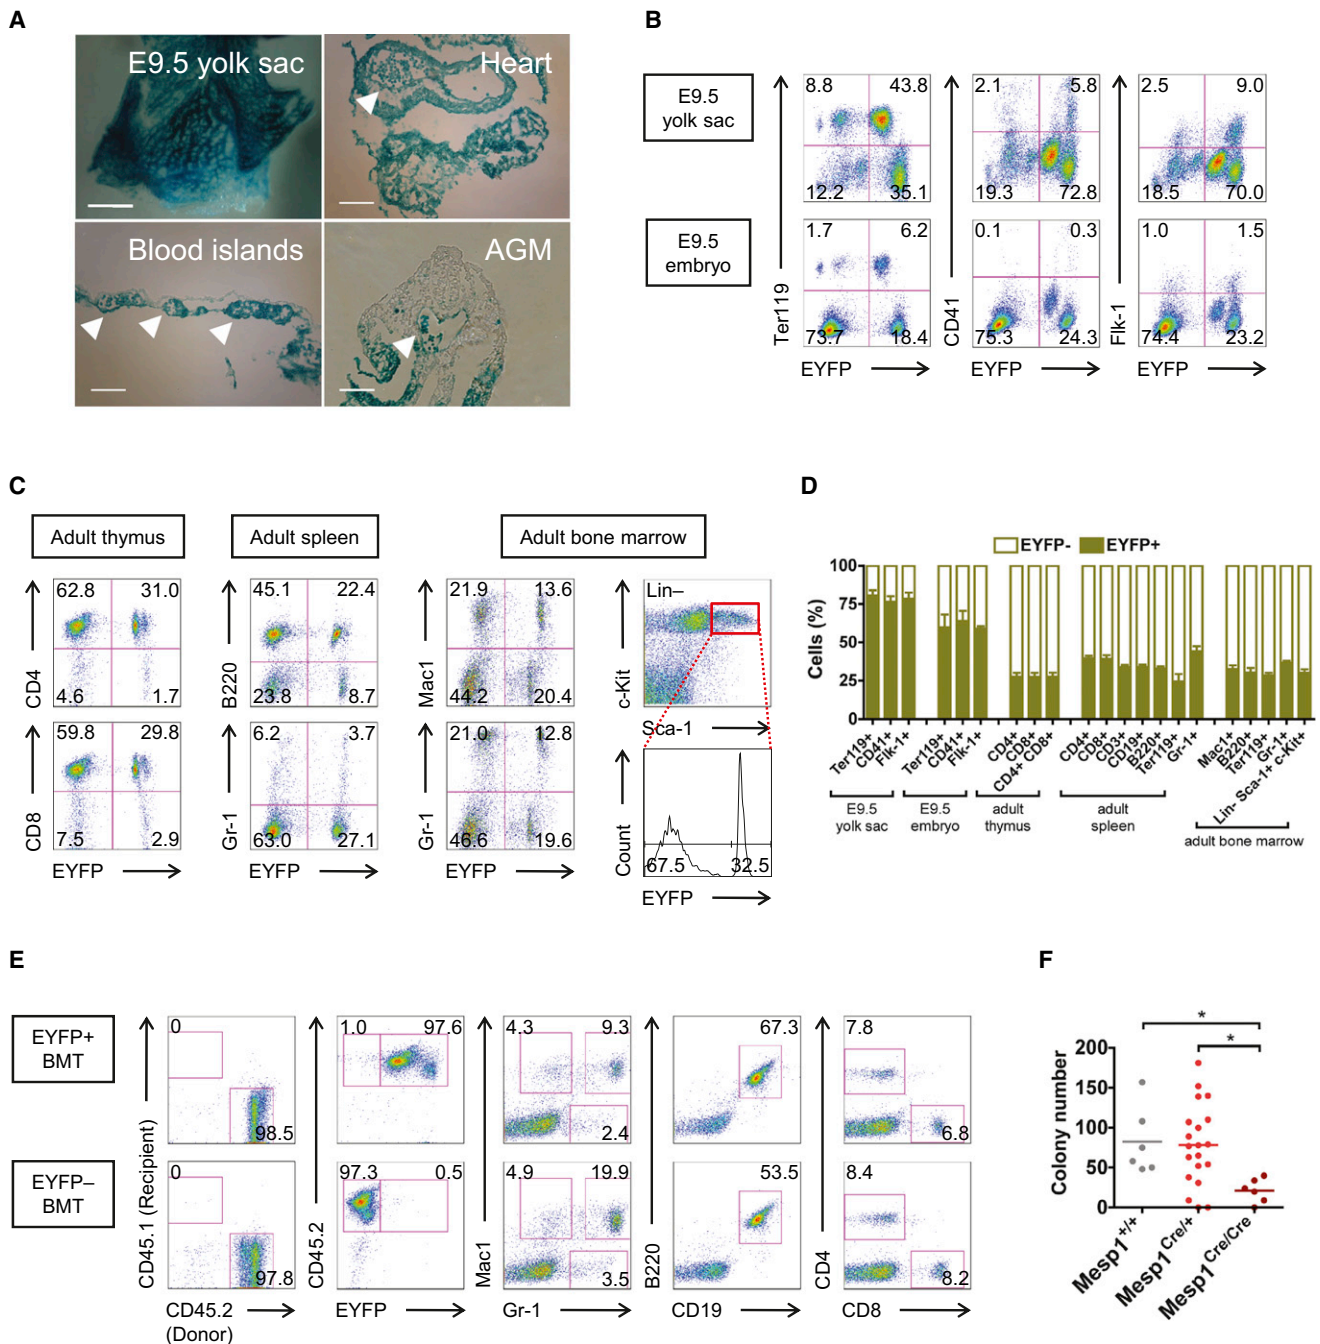 A
E9.5 yolk sac
Heart
Blood islands
AGM
B
E9.5
yolk sac
8.8 43.8
12.2 35.1
2.1 5.8
19.3 72.8
2.5 9.0
18.5 70.0
E9.5
embryo
1.7 6.2
73.7 18.4
0.1 0.3
75.3 24.3
1.0 1.5
74.4 23.2
Ter119
CD41
Flk-1
EYFP
EYFP
EYFP
C
Adult thymus
Adult spleen
Adult bone marrow
62.8 31.0
4.6 1.7
CD4
45.1 22.4
23.8 8.7
B220
21.9 13.6
44.2 20.4
Mac1
Lin–
c-Kit
Sca-1
59.8 29.8
7.5 2.9
CD8
6.2 3.7
63.0 27.1
Gr-1
21.0 12.8
46.6 19.6
Gr-1
Count
67.5 32.5
EYFP
EYFP
EYFP
EYFP
D
EYFP- EYFP+
Cells (%)
100
75
50
25
0
Ter119+
CD41+
Flk-1+
Ter119+
CD41+
Flk-1+
CD4+
CD8+
CD4+ CD8+
CD4+
CD8+
CD3+
CD19+
B220+
Ter119+
Gr-1+
Mac1+
B220+
Ter119+
Gr-1+
Lin- Sca-1+ c-Kit+
E9.5
yolk sac
E9.5
embryo
adult
thymus
adult
spleen
adult bone marrow
E
EYFP+
BMT
0
98.5
1.0 97.6
4.3 9.3
2.4
67.3
7.8
6.8
EYFP–
BMT
0
97.8
97.3 0.5
4.9 19.9
3.5
53.5
8.4
8.2
CD45.1 (Recipient)
CD45.2
Mac1
B220
CD4
CD45.2
(Donor)
EYFP
Gr-1
CD19
CD8
F
*
*
Colony number
200
150
100
50
0
Mesp1+/+
Mesp1Cre/+
Mesp1Cre/Cre